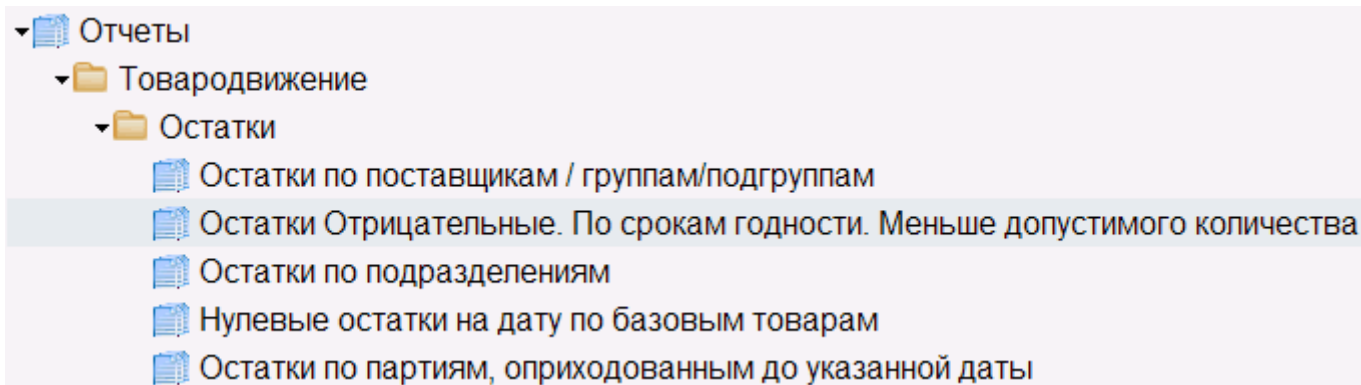 Отчеты
Товародвижение
Остатки
Остатки по поставщикам / группам/подгруппам
Остатки Отрицательные. По срокам годности. Меньше допустимого количества
Остатки по подразделениям
Нулевые остатки на дату по базовым товарам
Остатки по партиям, оприходованным до указанной даты